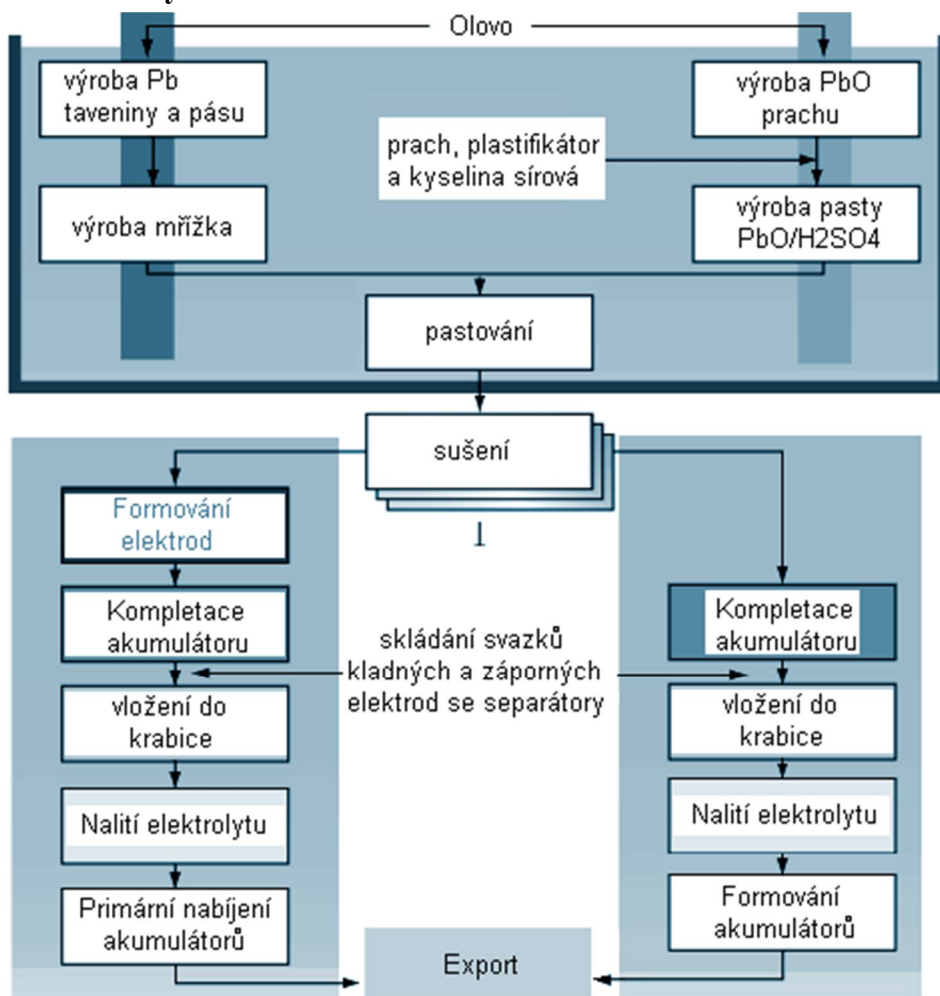 Olovo
výroba Pb
taveniny a pásu
výroba PbO
prachu
prach, plastifikátor
a kyselina sírová
výroba mřížka
výroba pasty
PbO/H2SO4
pastování
sušení
Formování
elektrod
Kompletace
akumulátoru
Kompletace
akumulátoru
skládání svazků
kladných a záporných
elektrod se separátory
vložení do
krabice
vložení do
krabice
Nalití elektrolytu
Nalití elektrolytu
Primární nabíjení
akumulátorů
Formování
akumulátorů
Export